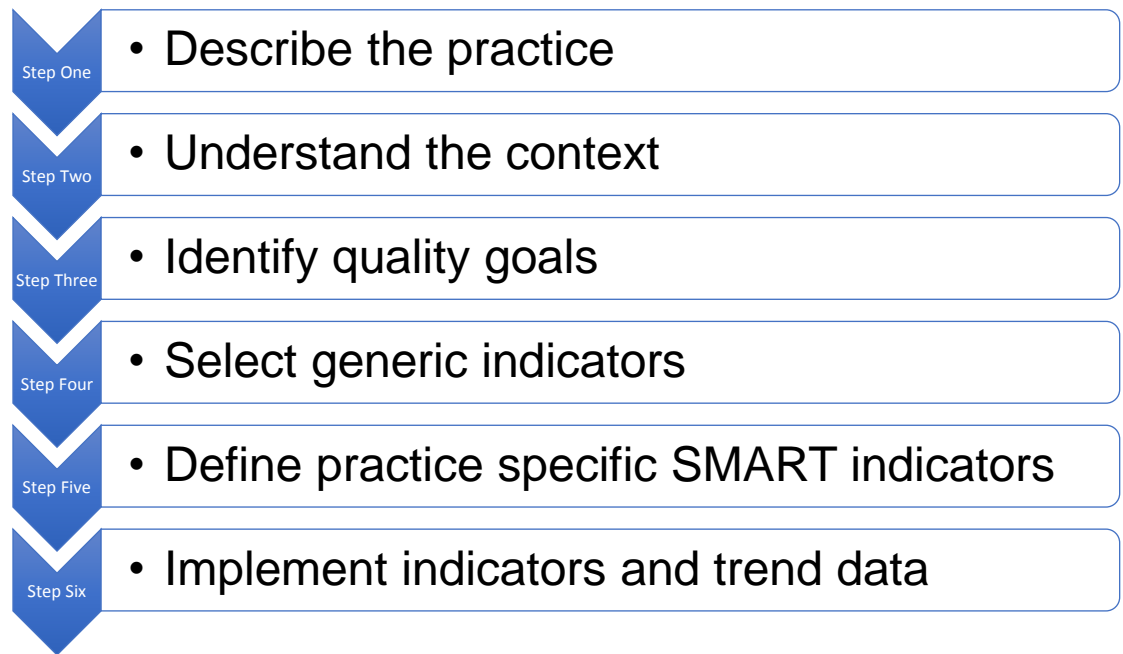 Step One
• Describe the practice
Step Two
• Understand the context
Step Three
• Identify quality goals
Step Four
• Select generic indicators
Step Five
• Define practice specific SMART indicators
Step Six
• Implement indicators and trend data